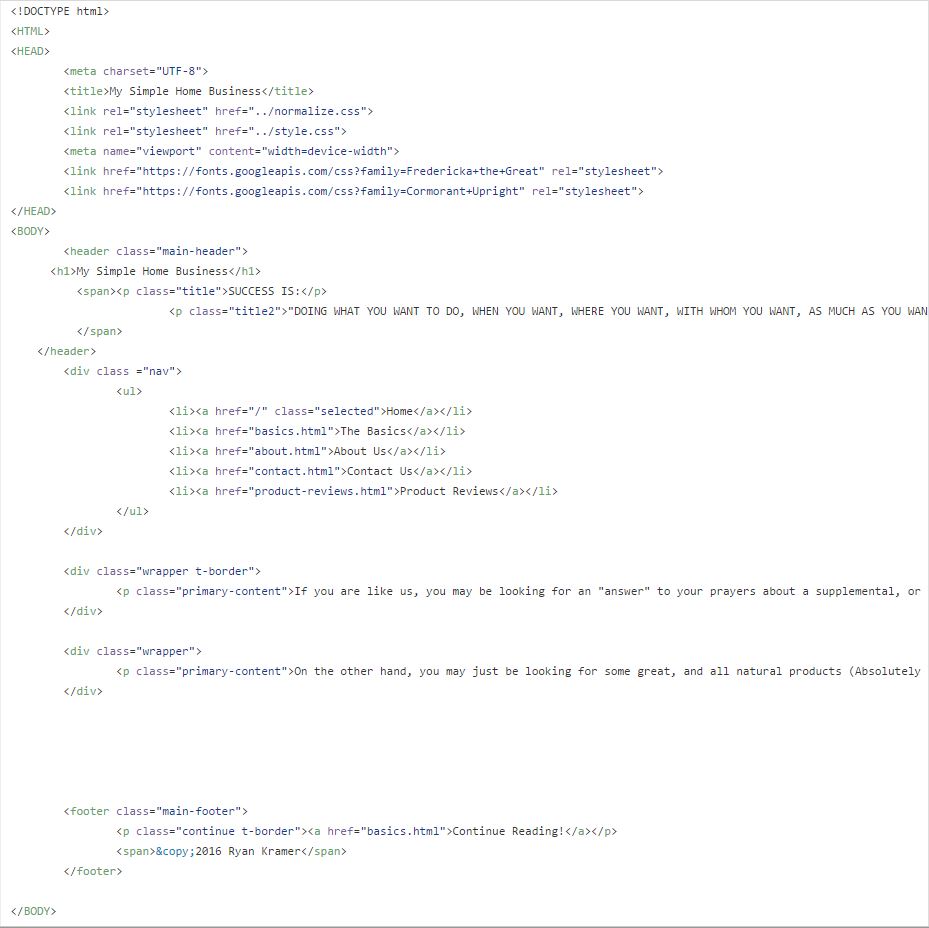 <!DOCTYPE html>
<HTML>
<HEAD>
<meta charset="UTF-8">
<title>My Simple Home Business</title>
<link rel="stylesheet" href="../normalize.css">
<link rel="stylesheet" href="../style.css">
<meta name="viewport" content="width=device-width">
<link href="https://fonts.googleapis.com/css?family=Fredericka+the+Great" rel="stylesheet">
<link href="https://fonts.googleapis.com/css?family=Cormorant+Upright" rel="stylesheet">
</HEAD>
<BODY>
<header class="main-header">
<h1>My Simple Home Business</h1>
<span><p class="title">SUCCESS IS:</p>
<p class="title2">"DOING WHAT YOU WANT TO DO, WHEN YOU WANT, WHERE YOU WANT, WITH WHOM YOU WANT, AS MUCH AS YOU WAN
</span>
</header>
<div class ="nav">
<ul>
<li><a href="/" class="selected">Home</a></li>
<li><a href="basics.html">The Basics</a></li>
<li><a href="about.html">About Us</a></li>
<li><a href="contact.html">Contact Us</a></li>
<li><a href="product-reviews.html">Product Reviews</a></li>
</ul>
</div>
<div class="wrapper t-border">
<p class="primary-content">If you are like us, you may be looking for an "answer" to your prayers about a supplemental, or
</div>
<div class="wrapper">
<p class="primary-content">On the other hand, you may just be looking for some great, and all natural products (Absolutely
</div>
<footer class="main-footer">
<p class="continue t-border"><a href="basics.html">Continue Reading!</a></p>
<span>&copy;2016 Ryan Kramer</span>
</footer>
</BODY>